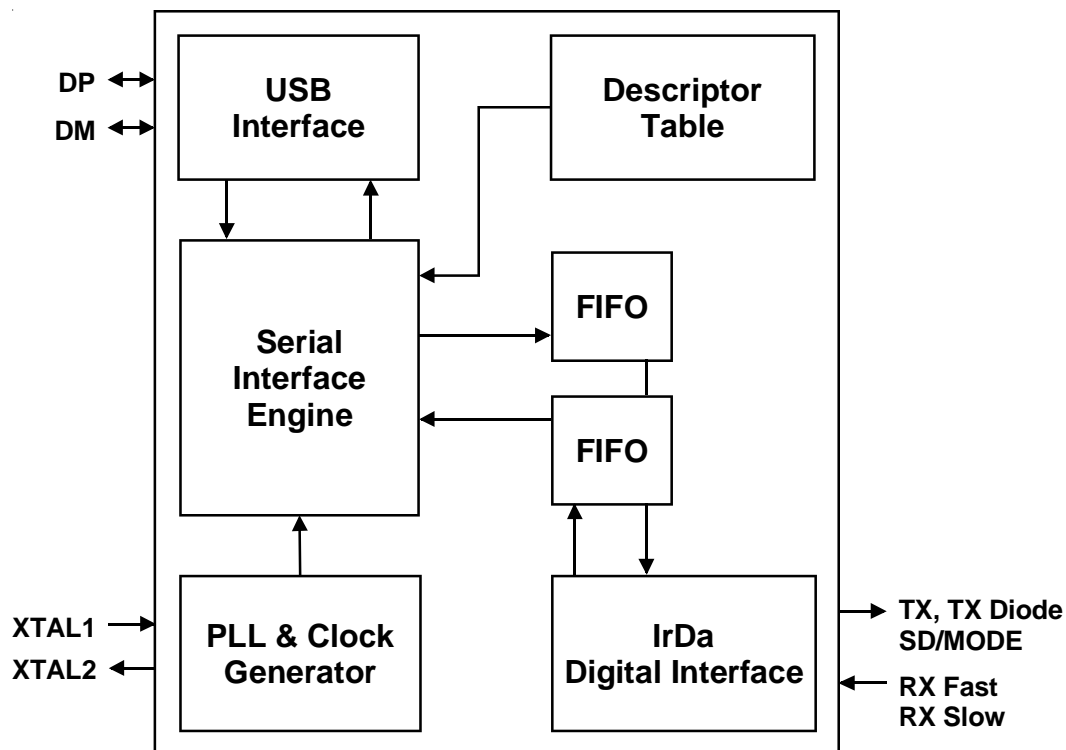 DP
DM
USB
Interface
Descriptor
Table
Serial
Interface
Engine
FIFO
FIFO
XTAL1
XTAL2
PLL & Clock
Generator
IrDa
Digital Interface
TX, TX Diode
SD/MODE
RX Fast
RX Slow